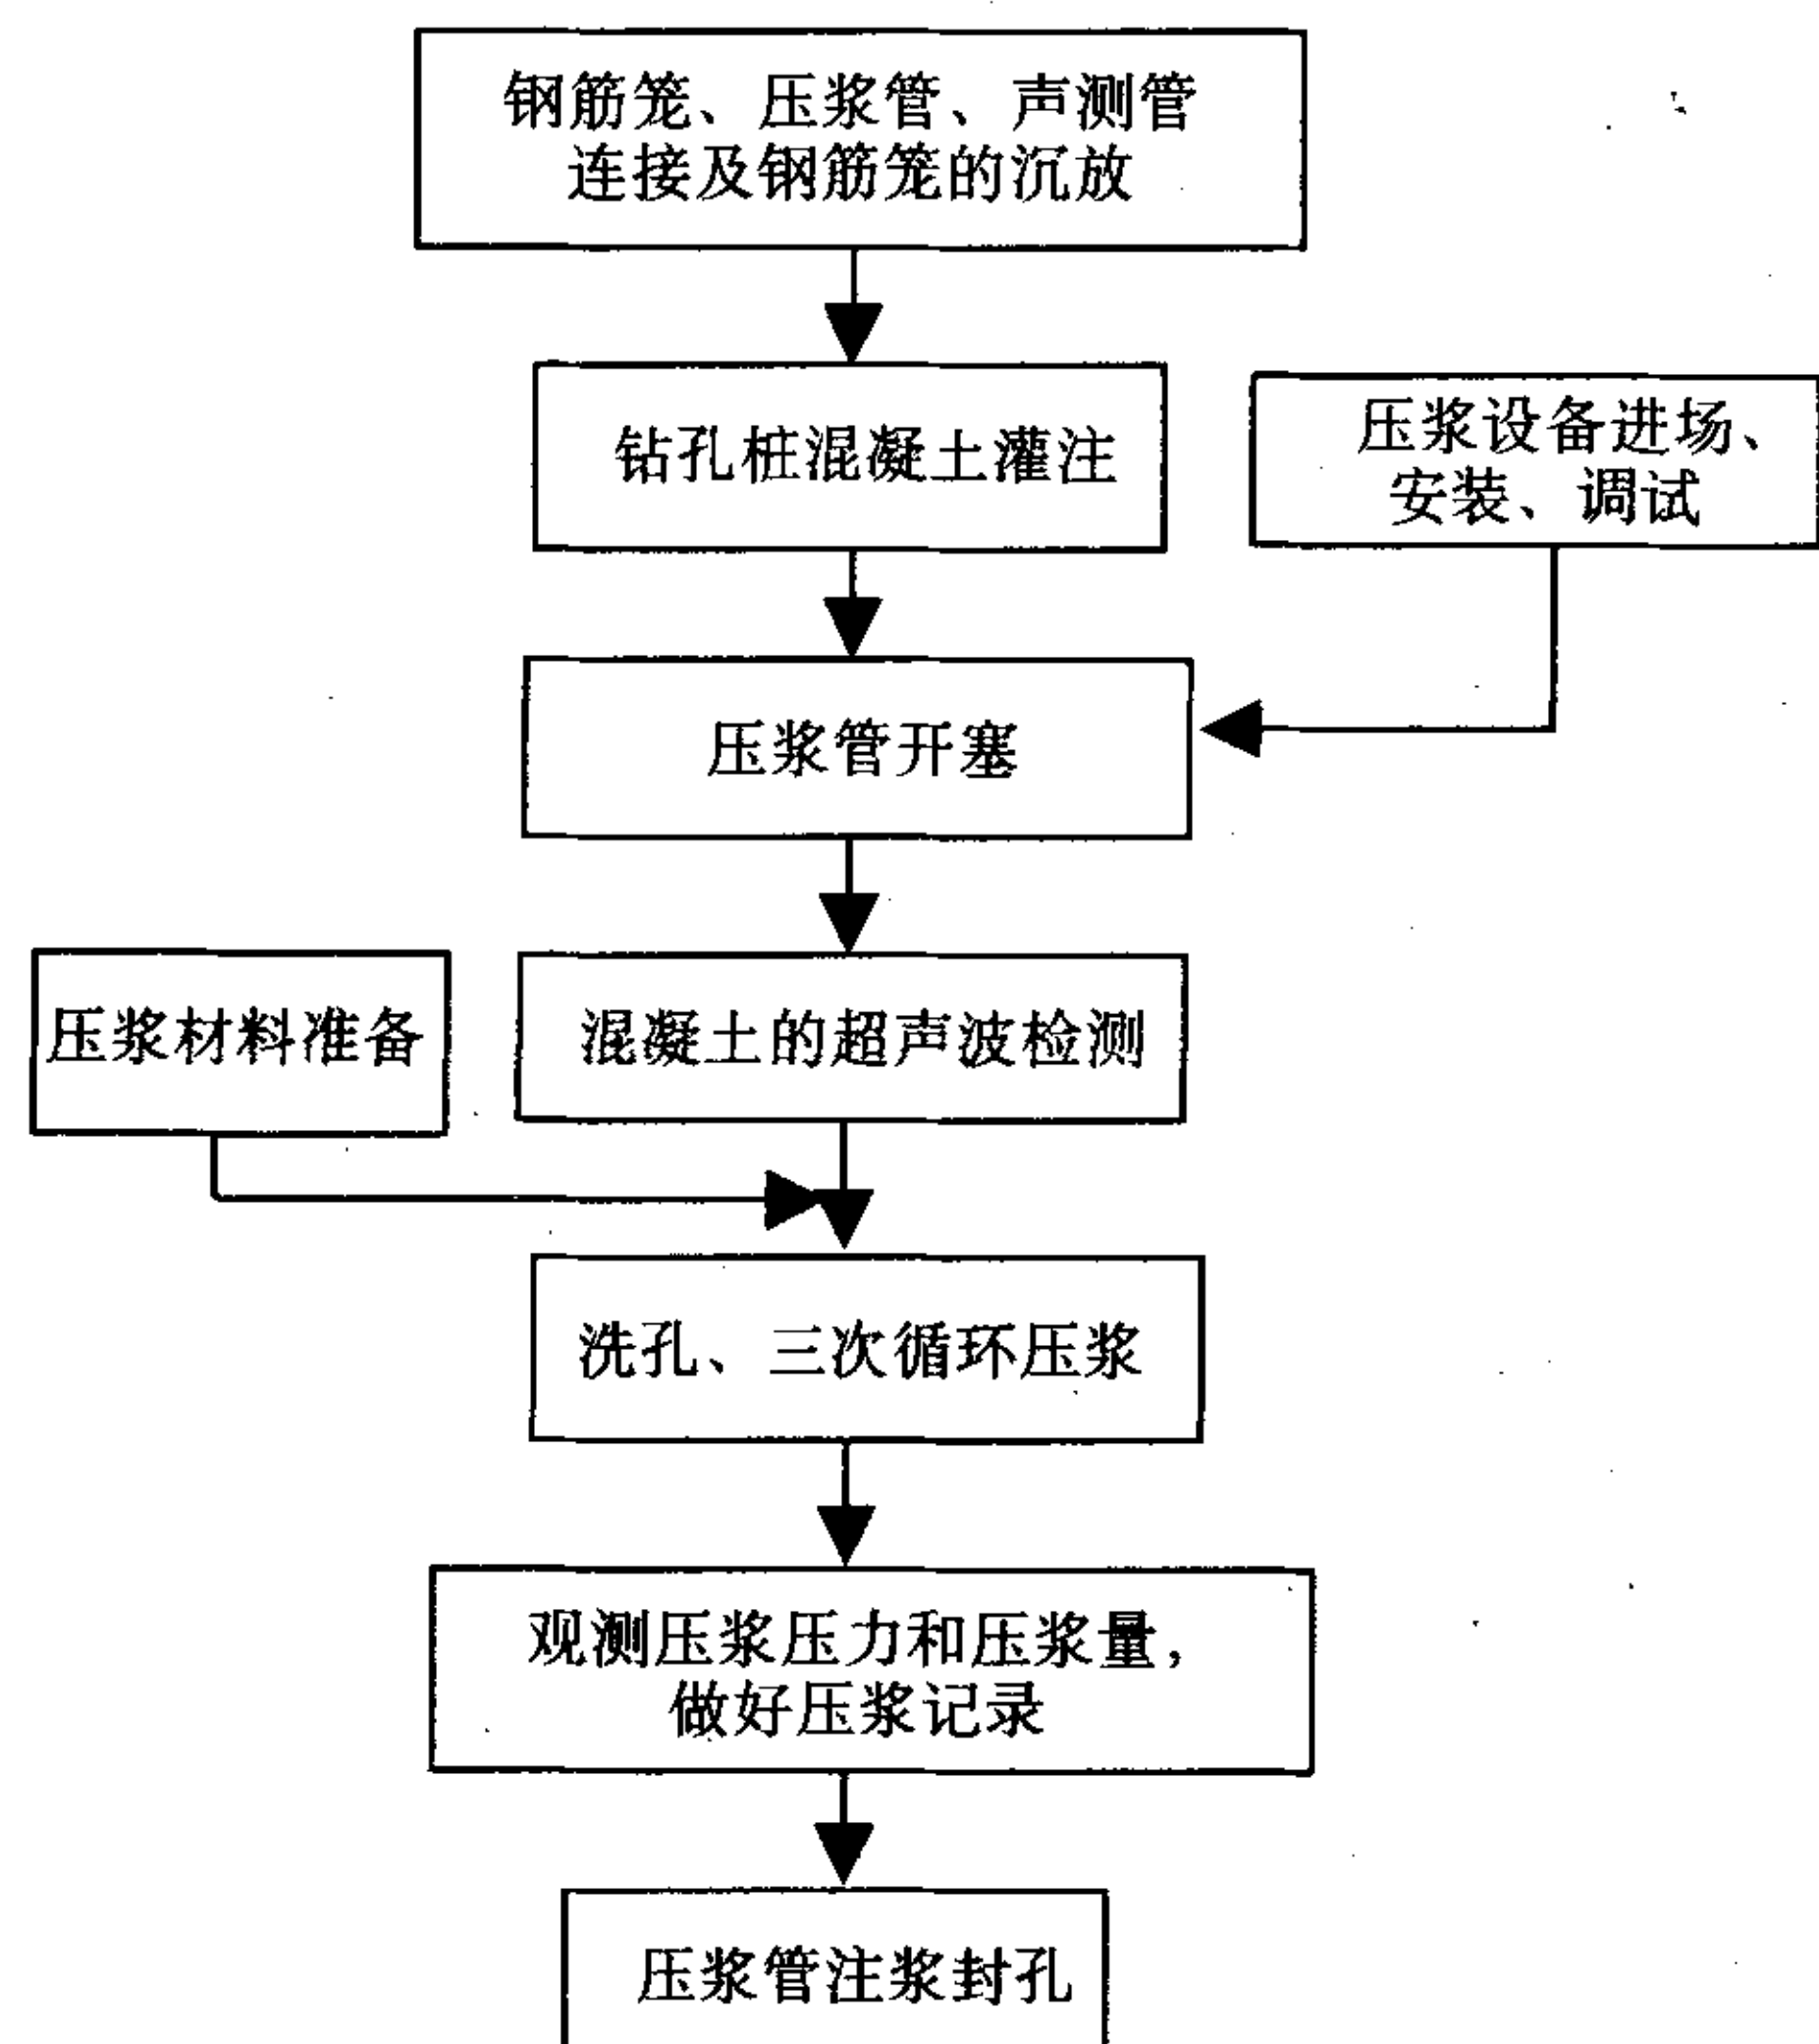 钢筋笼、压浆管、声测管
连接及钢筋笼的沉放
钻孔桩混凝土灌注
压浆设备进场、
安装、调试
压浆管开塞
压浆材料准备
混凝土的超声波检测
洗孔、三次循环压浆
观测压浆压力和压浆量，
做好压浆记录
压浆管注浆封孔